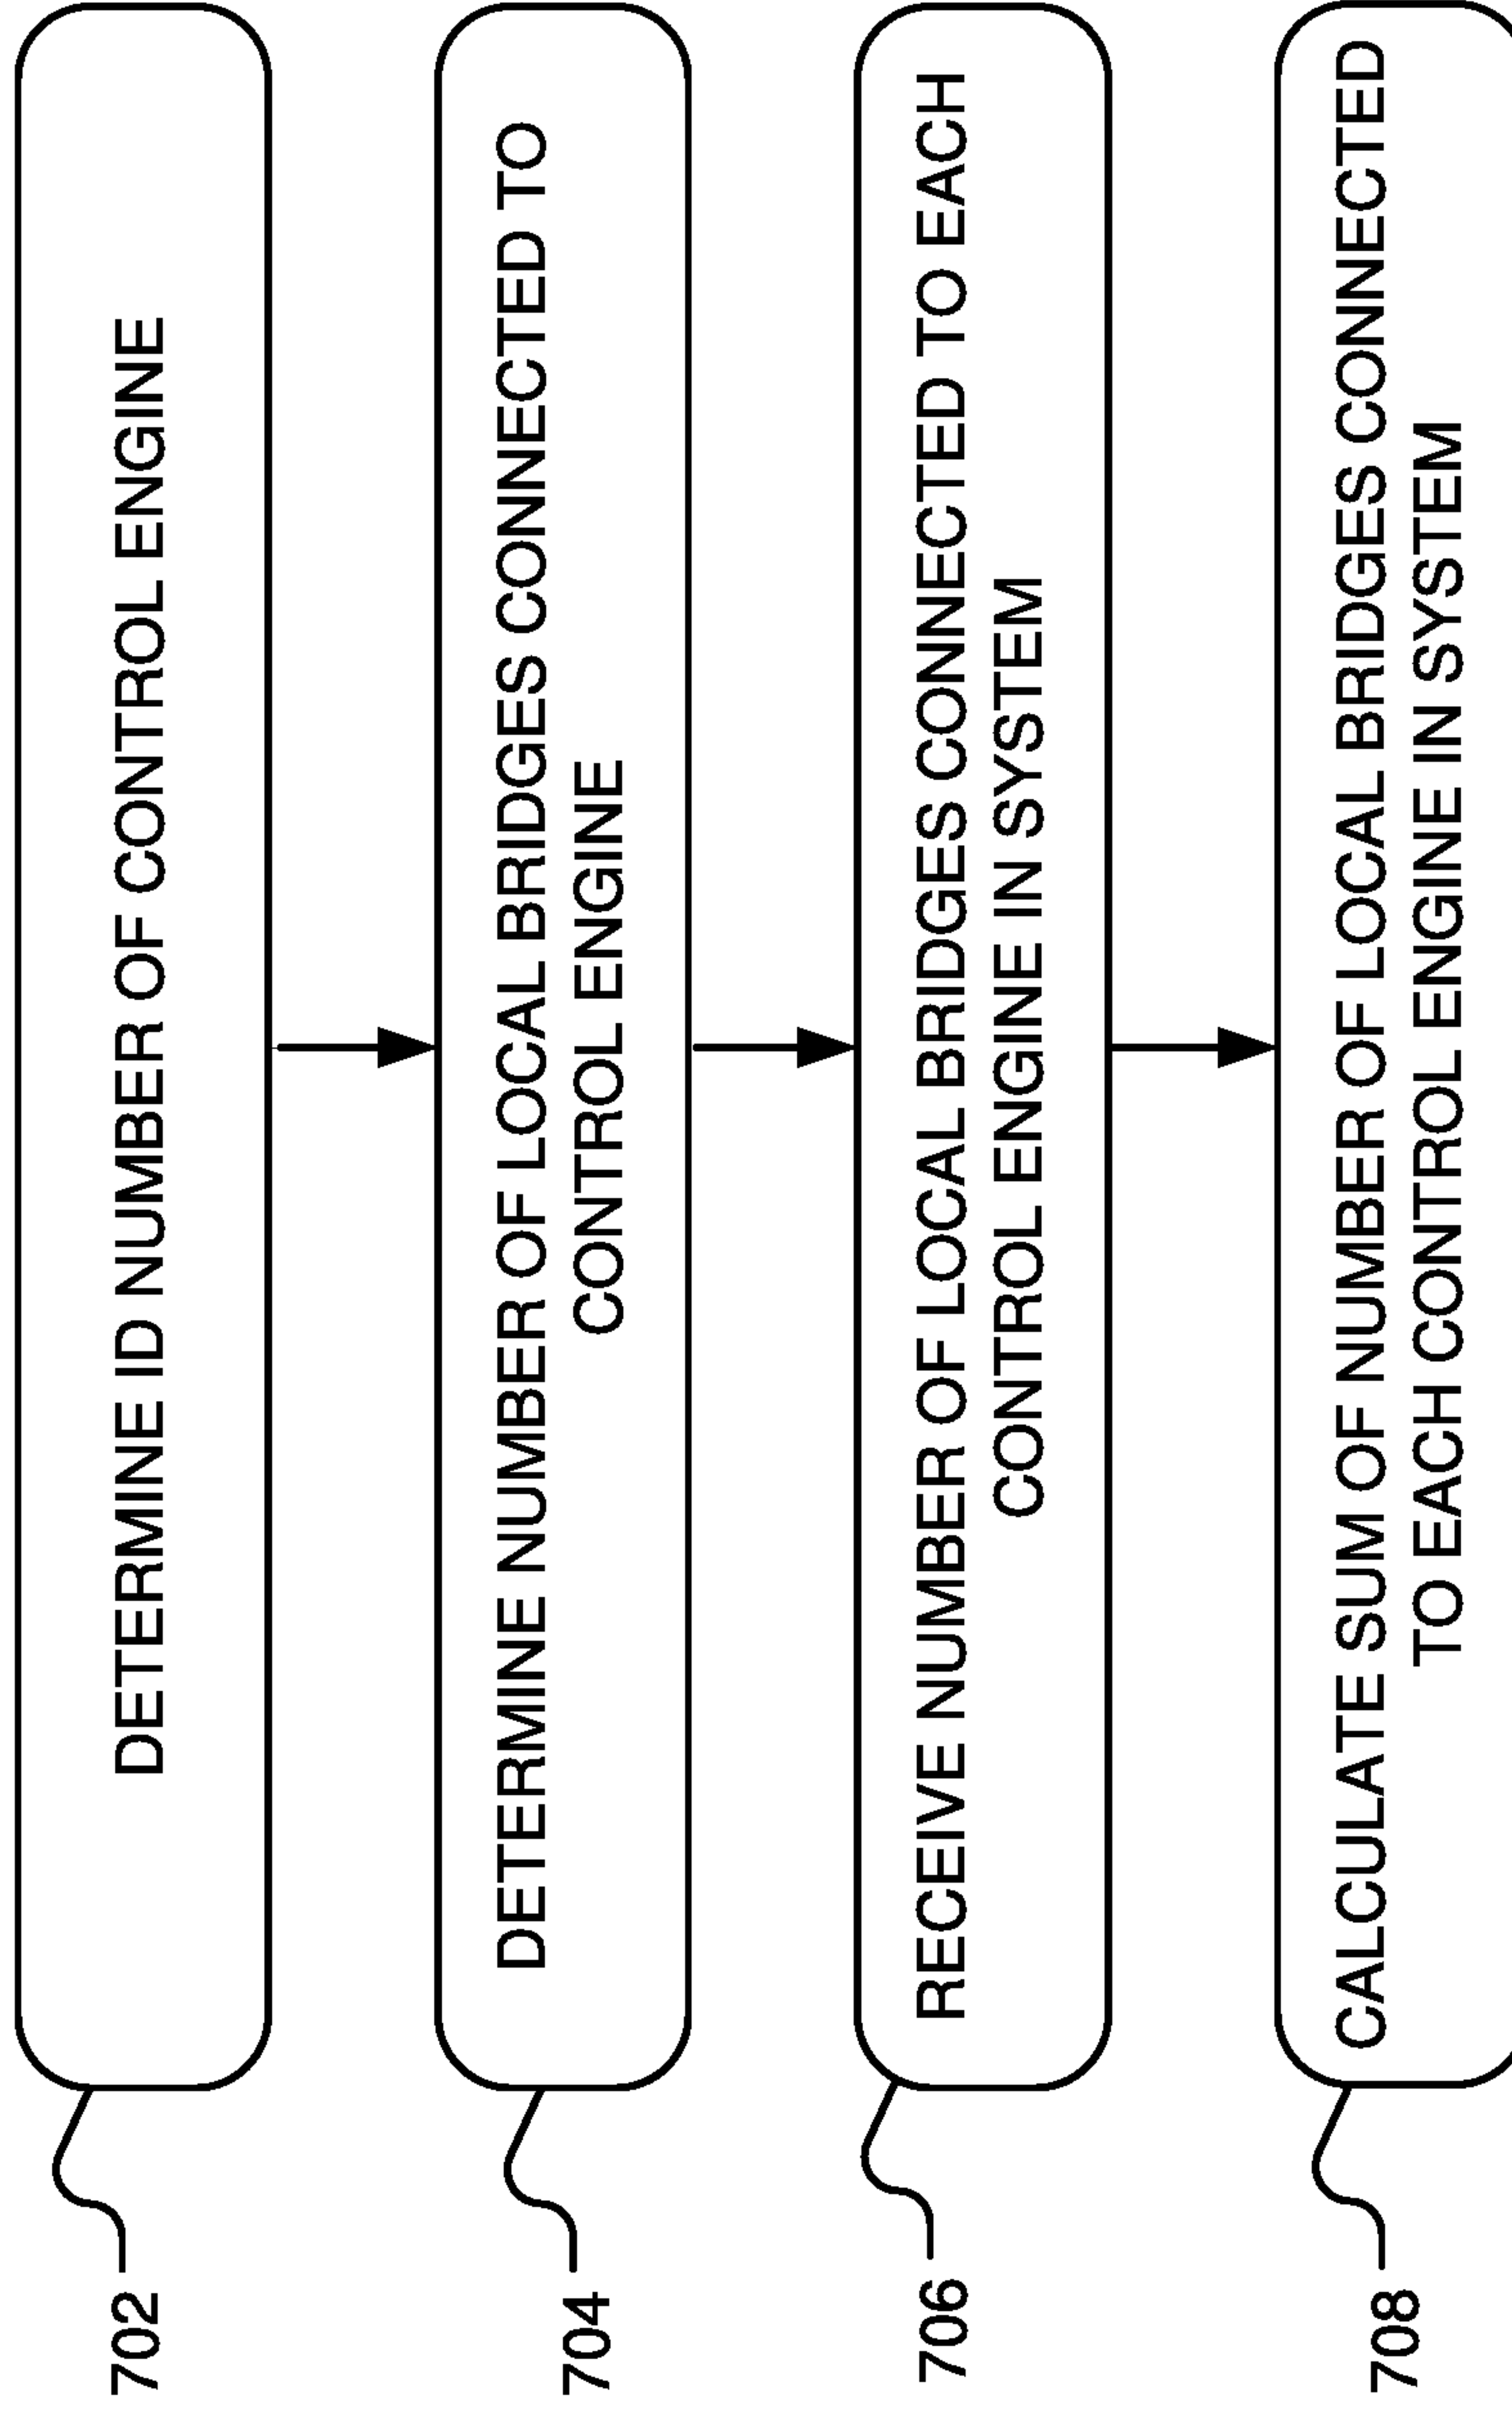 702
DETERMINE ID NUMBER OF CONTROL ENGINE
704
DETERMINE NUMBER OF LOCAL BRIDGES CONNECTED TO
CONTROL ENGINE
706
RECEIVE NUMBER OF LOCAL BRIDGES CONNECTED TO EACH
CONTROL ENGINE IN SYSTEM
708
CALCULATE SUM OF NUMBER OF LOCAL BRIDGES CONNECTED
TO EACH CONTROL ENGINE IN SYSTEM